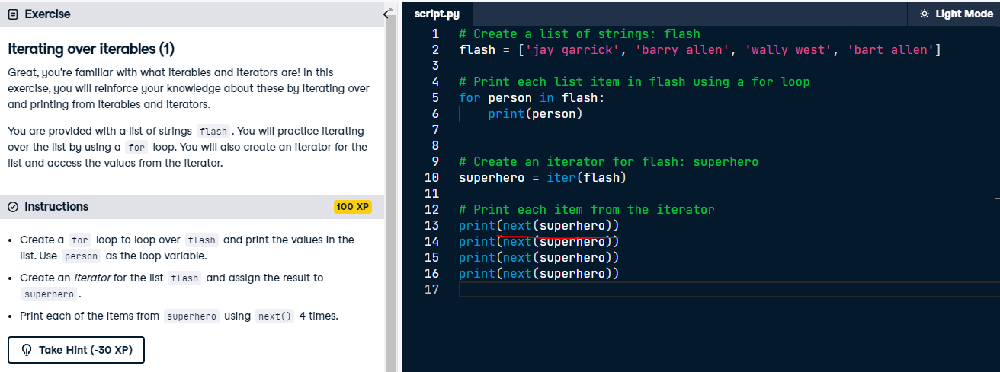 Exercise
Iterating over iterables (1)
Great, you're familiar with what iterables and iterators are! In this
exercise, you will reinforce your knowledge about these by iterating over
and printing from iterables and iterators.
You are provided with a list of strings flash. You will practice iterating
over the list by using a for loop. You will also create an iterator for the
list and access the values from the iterator.
Instructions
100 XP
• Create a for loop to loop over flash and print the values in the
list. Use person as the loop variable.
• Create an iterator for the list flash and assign the result to
superhero.
• Print each of the items from superhero using next() 4 times.
Take Hint (-30 XP)
script.py
Light Mode
1 # Create a list of strings: flash
2 flash = ['jay garrick', 'barry allen', 'wally west', 'bart allen']
3
4 # Print each list item in flash using a for loop
5 for person in flash:
6     print(person)
7
8
9 # Create an iterator for flash: superhero
10 superhero = iter(flash)
11
12 # Print each item from the iterator
13 print(next(superhero))
14 print(next(superhero))
15 print(next(superhero))
16 print(next(superhero))
17